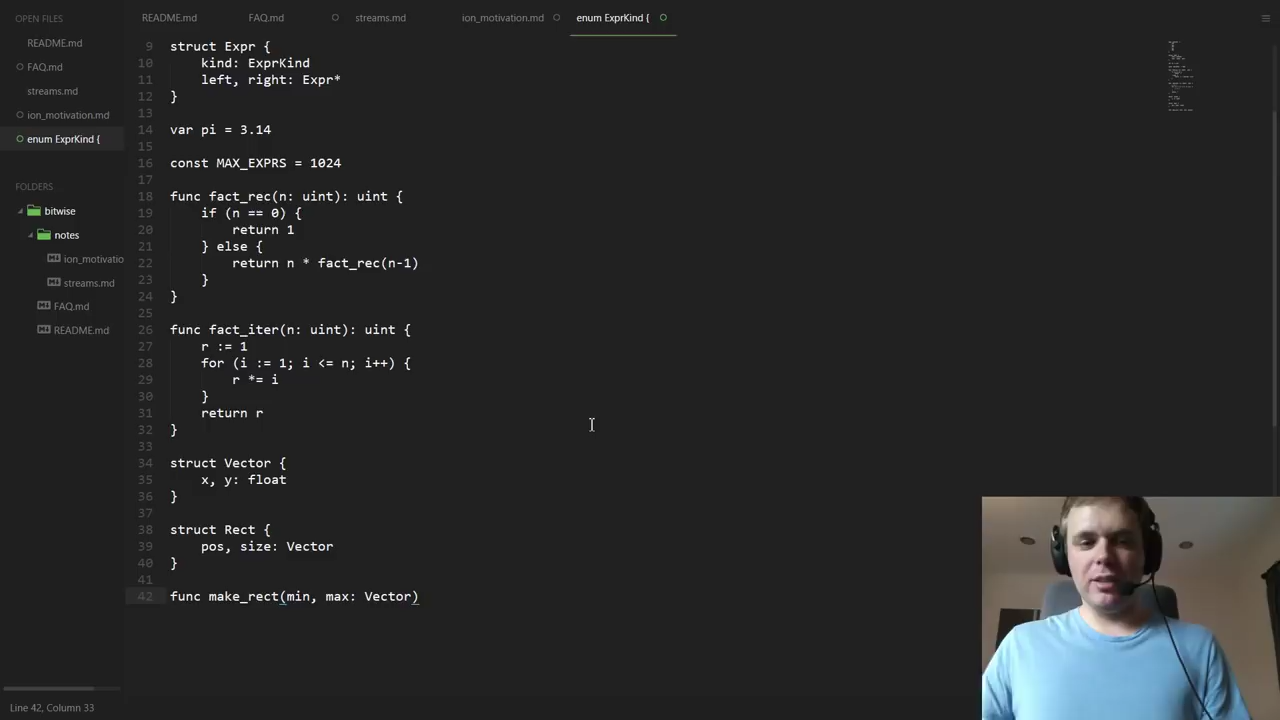 OPEN FILES
README.md
FAQ.md
streams.md
ion_motivation.md
enum ExprKind {
FOLDERS
bitwise
notes
ion_motivatio
streams.md
FAQ.md
README.md
Line 42, Column 33
README.md FAQ.md streams.md ion_motivation.md enum ExprKind {
9 struct Expr {
10 kind: ExprKind
11 left, right: Expr*
12 }
13
14 var pi = 3.14
15
16 const MAX_EXPRS = 1024
17
18 func fact_rec(n: uint): uint {
19 if (n == 0) {
20 return 1
21 } else {
22 return n * fact_rec(n-1)
23 }
24 }
25
26 func fact_iter(n: uint): uint {
27 r := 1
28 for (i := 1; i <= n; i++) {
29 r *= i
30 }
31 return r
32 }
33
34 struct Vector {
35 x, y: float
36 }
37
38 struct Rect {
39 pos, size: Vector
40 }
41
42 func make_rect(min, max: Vector)